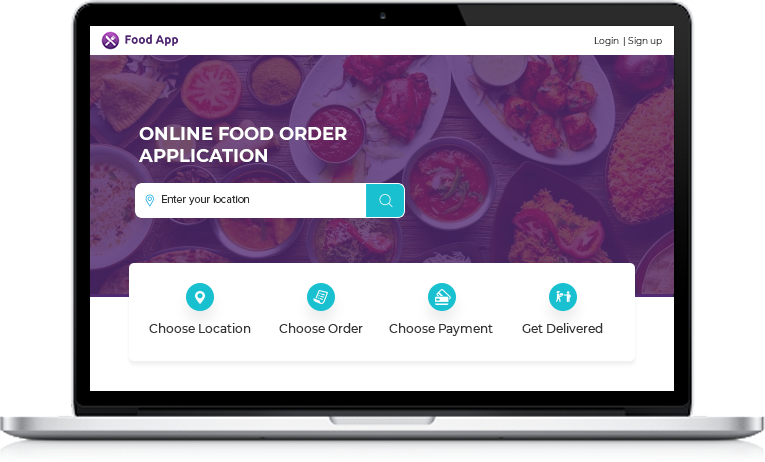 Food App
Login | Sign up
ONLINE FOOD ORDER
APPLICATION
Enter your location
Choose Location
Choose Order
Choose Payment
Get Delivered